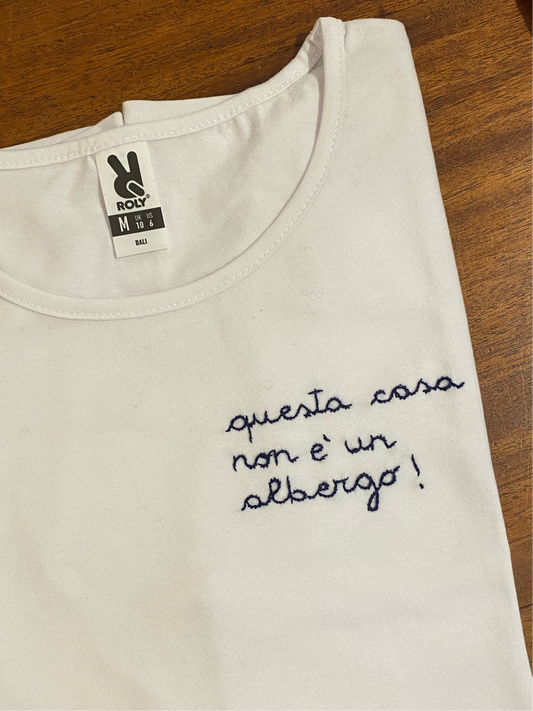 ROLY®
M UK 10 US 6
BALI
questa casa
non è un
albergo!